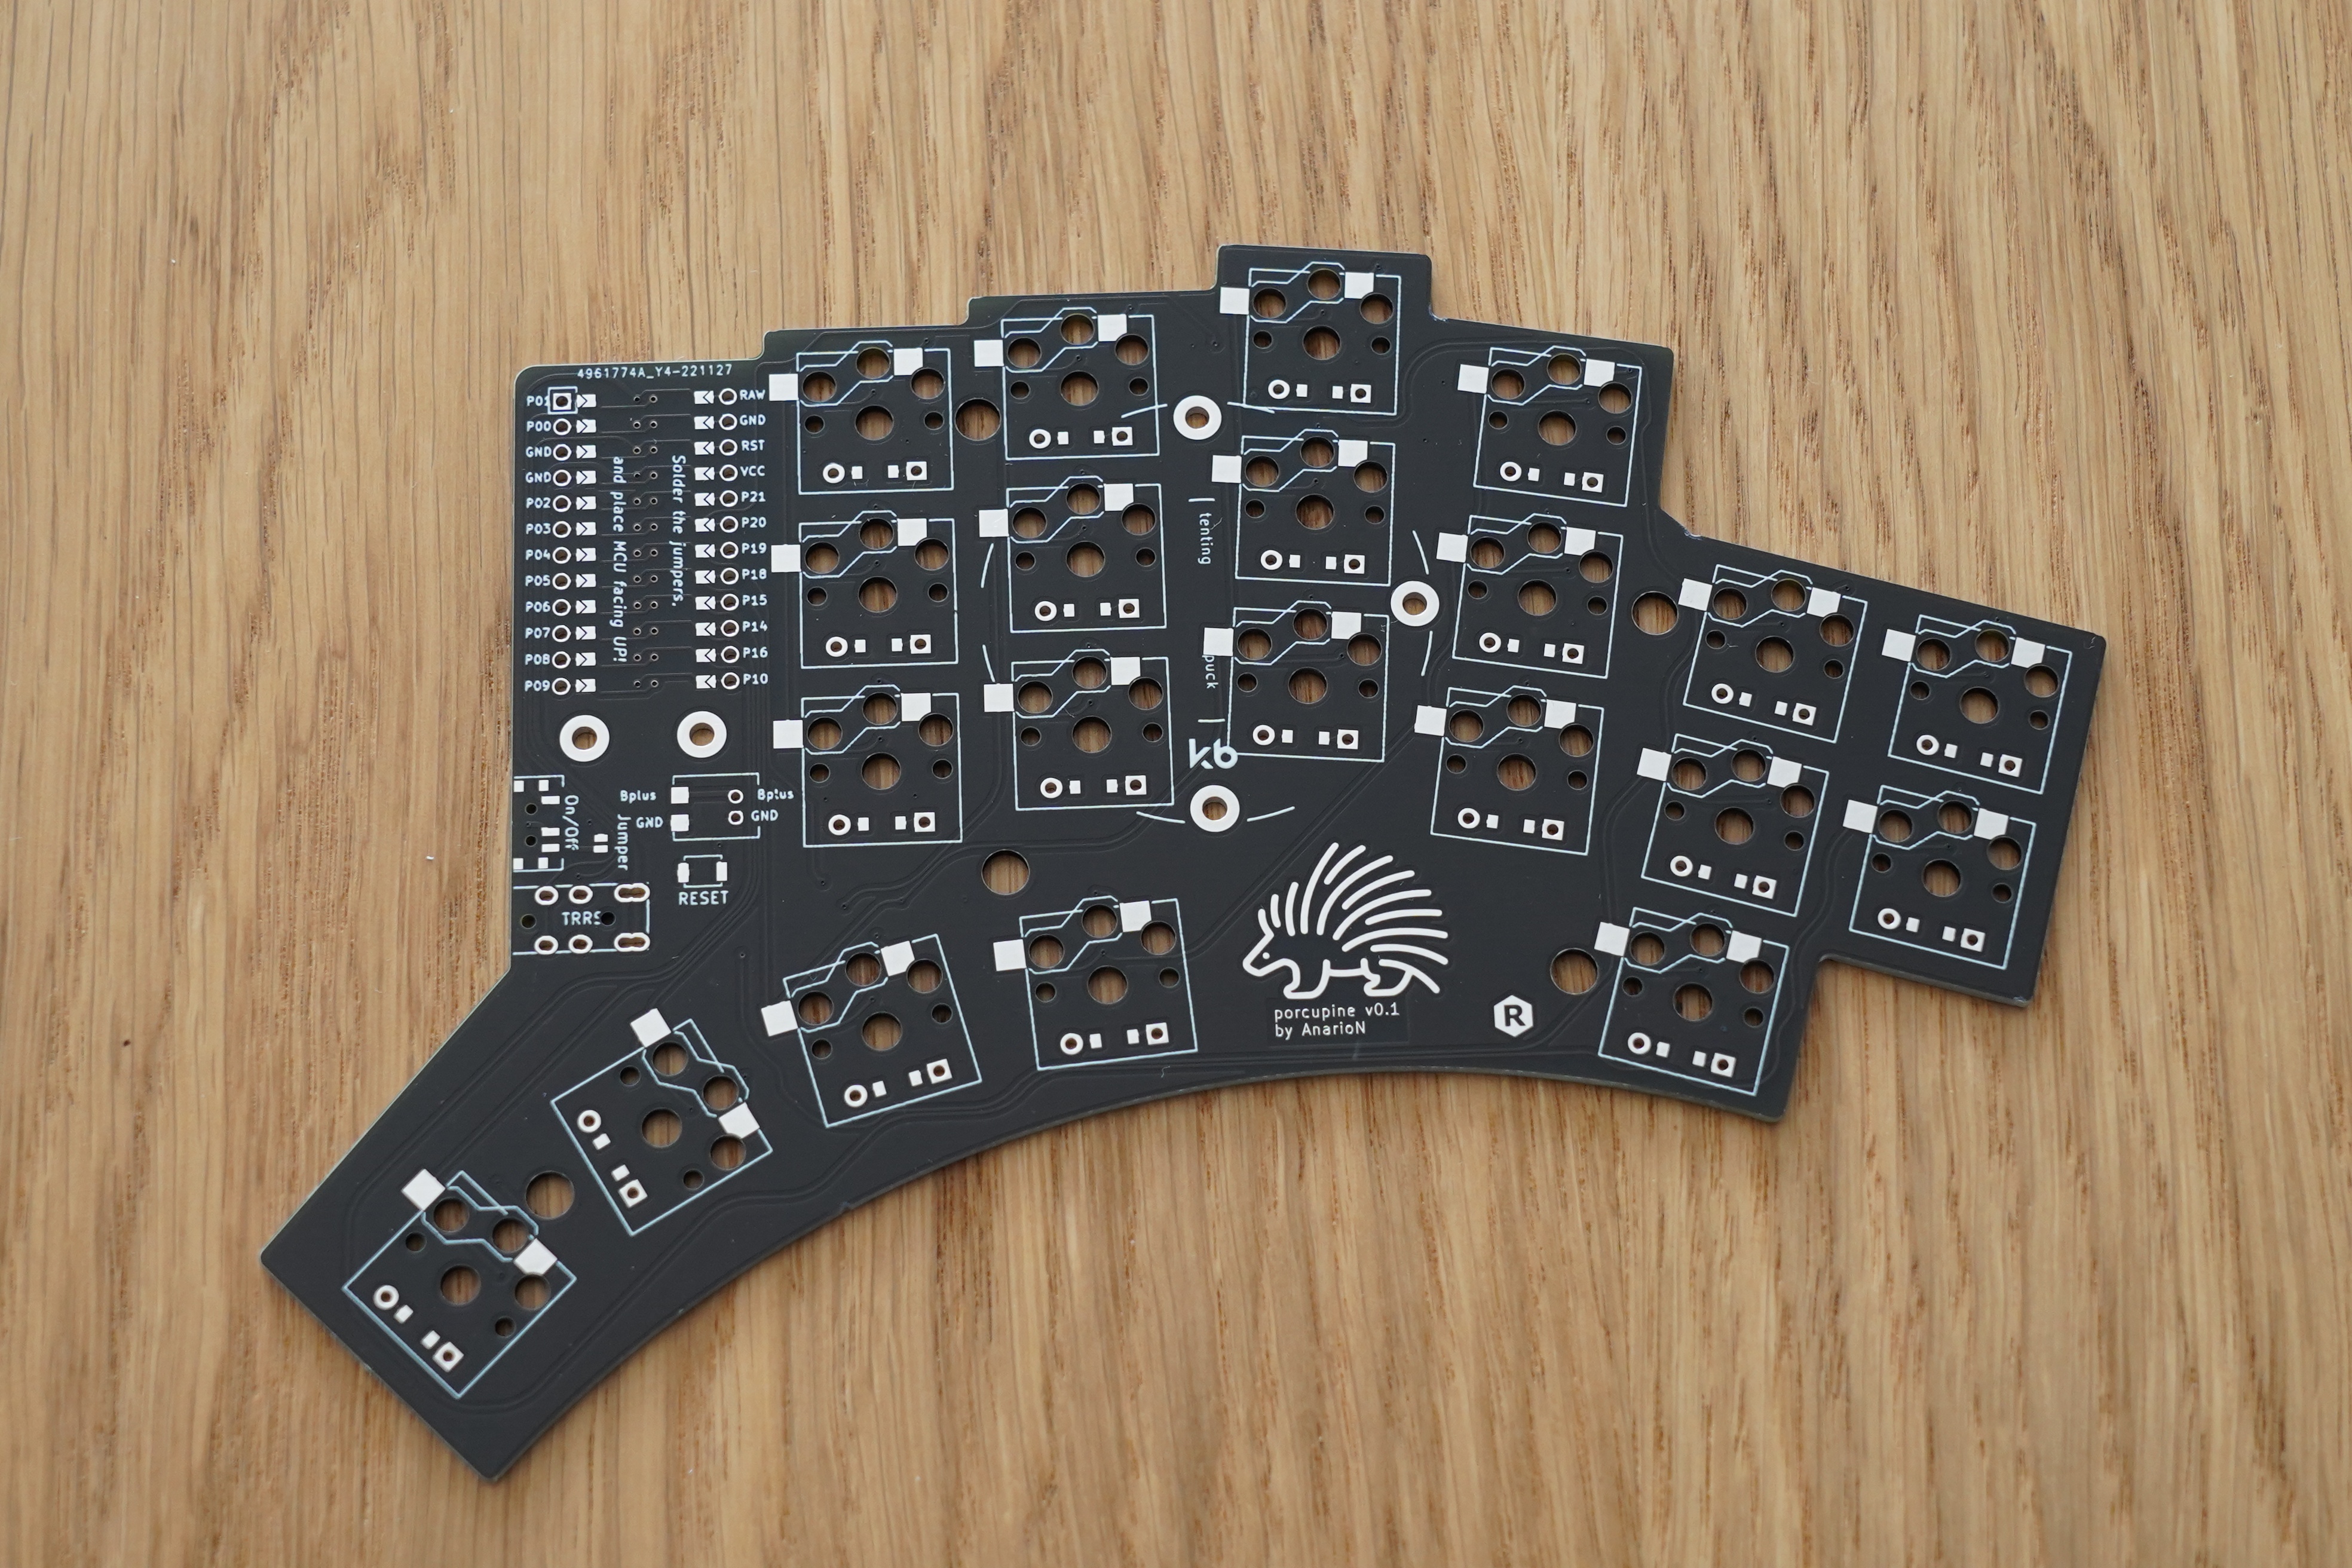 4961774A_Y4-221127
P01
RAW
P00
GND
GND
RST
GND
VCC
P02
P21
P03
P20
P04
P19
P05
P18
P06
P15
P07
P14
P08
P16
P09
P10
Solder the jumpers,
and place MCU facing UP!
tenting
puck
kb
On/Off
Jumper
Bplus
Bplus
GND
GND
RESET
TRRS
porcupine v0.1
by AnarioN
R